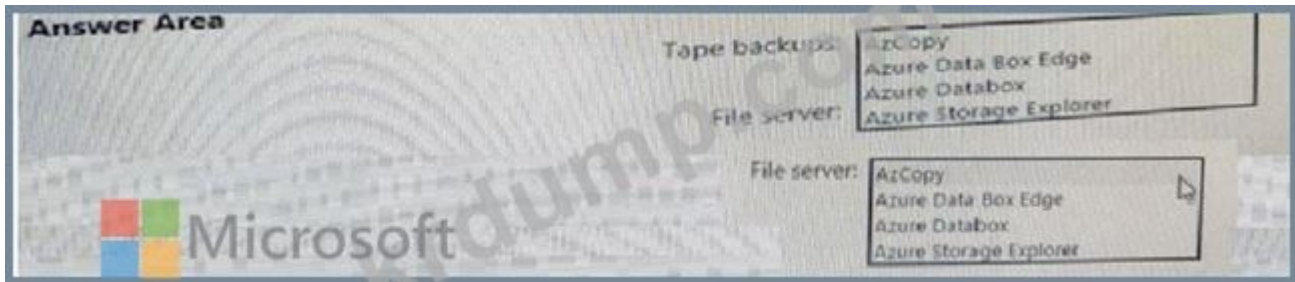 Answer Area
Tape backups:
AzCopy
Azure Data Box Edge
Azure Databox
Azure Storage Explorer
File server:
File server:
AzCopy
Azure Data Box Edge
Azure Databox
Azure Storage Explorer
Microsoft